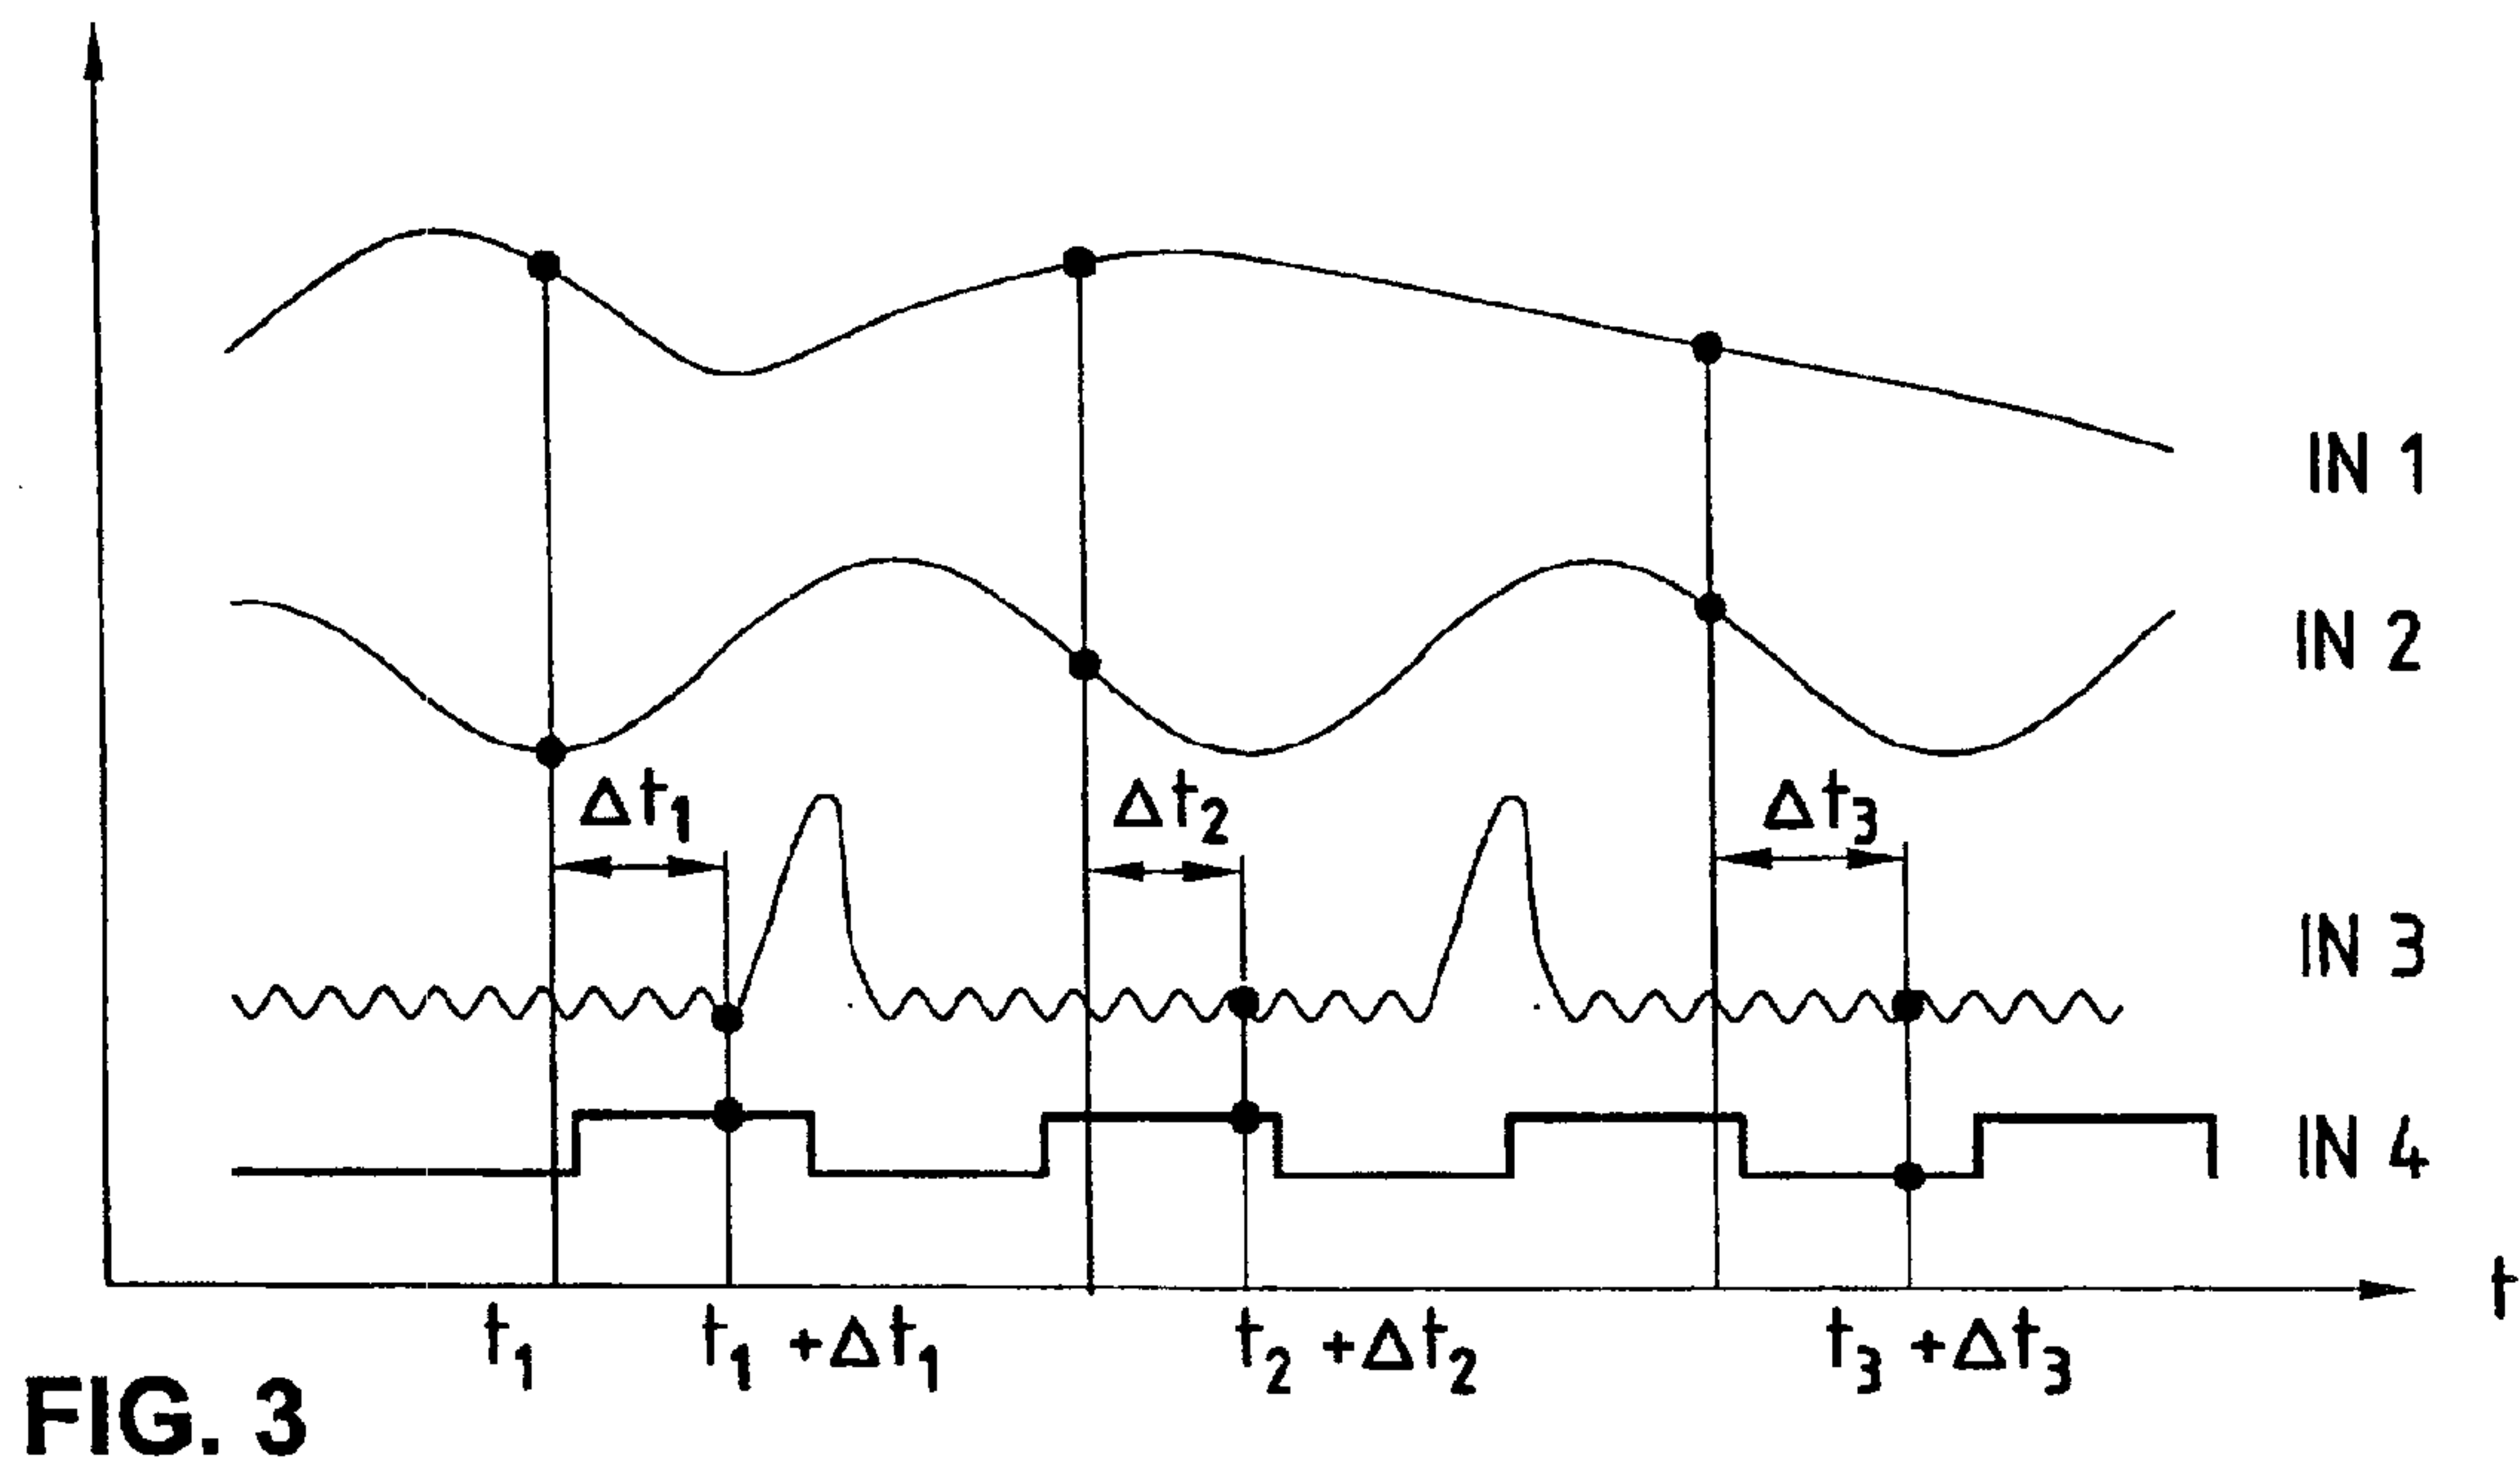 IN 1
IN 2
Δt₁
Δt₂
Δt₃
IN 3
IN 4
t
t₁
t₁ +Δt₁
t₂ +Δt₂
t₃ +Δt₃
FIG. 3